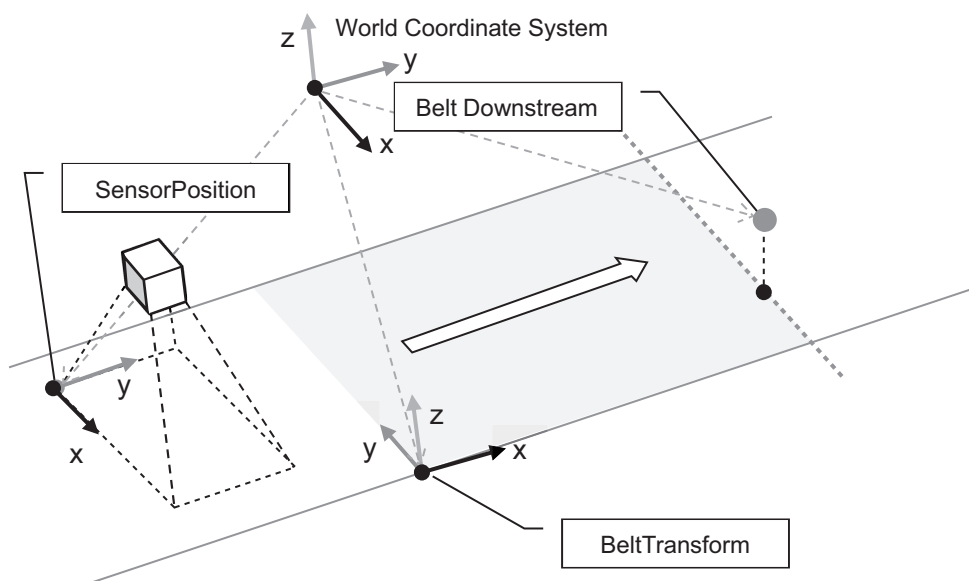 World Coordinate System
z
y
x
Belt Downstream
SensorPosition
y
x
z
y
x
BeltTransform